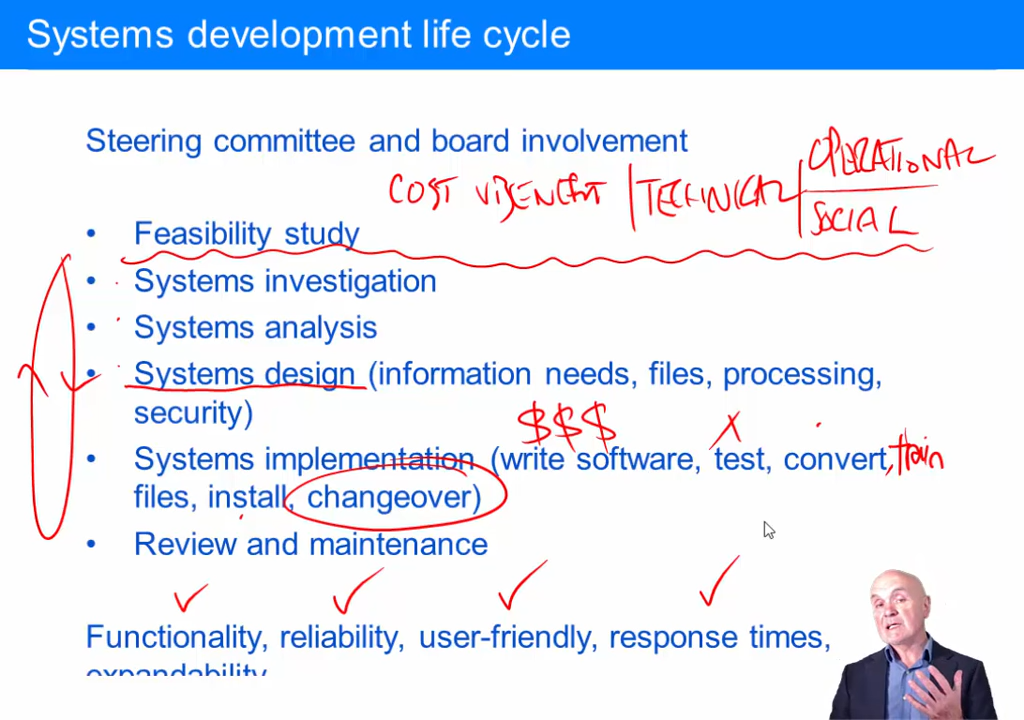 Systems development life cycle
Steering committee and board involvement
COST | TECHNICAL | OPERATIONAL
SOCIAL
• Feasibility study
• Systems investigation
• Systems analysis
• Systems design (information needs, files, processing,
security)
$$$ X
• Systems implementation (write software, test, convert, train
files, install, changeover)
• Review and maintenance
✓ ✓ ✓ ✓
Functionality, reliability, user-friendly, response times,
expandability